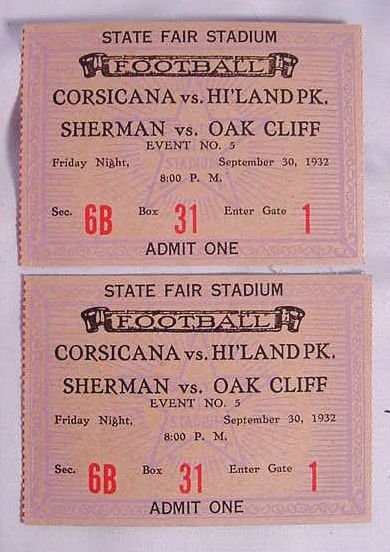 STATE FAIR STADIUM
FOOTBALL
CORSICANA vs. HI'LAND PK.
SHERMAN vs. OAK CLIFF
EVENT NO. 5
Friday Night, September 30, 1932
8:00 P. M.
Sec. 6B Box 31 Enter Gate 1
ADMIT ONE
STATE FAIR STADIUM
FOOTBALL
CORSICANA vs. HI'LAND PK.
SHERMAN vs. OAK CLIFF
EVENT NO. 5
Friday Night, September 30, 1932
8:00 P. M.
Sec. 6B Box 31 Enter Gate 1
ADMIT ONE